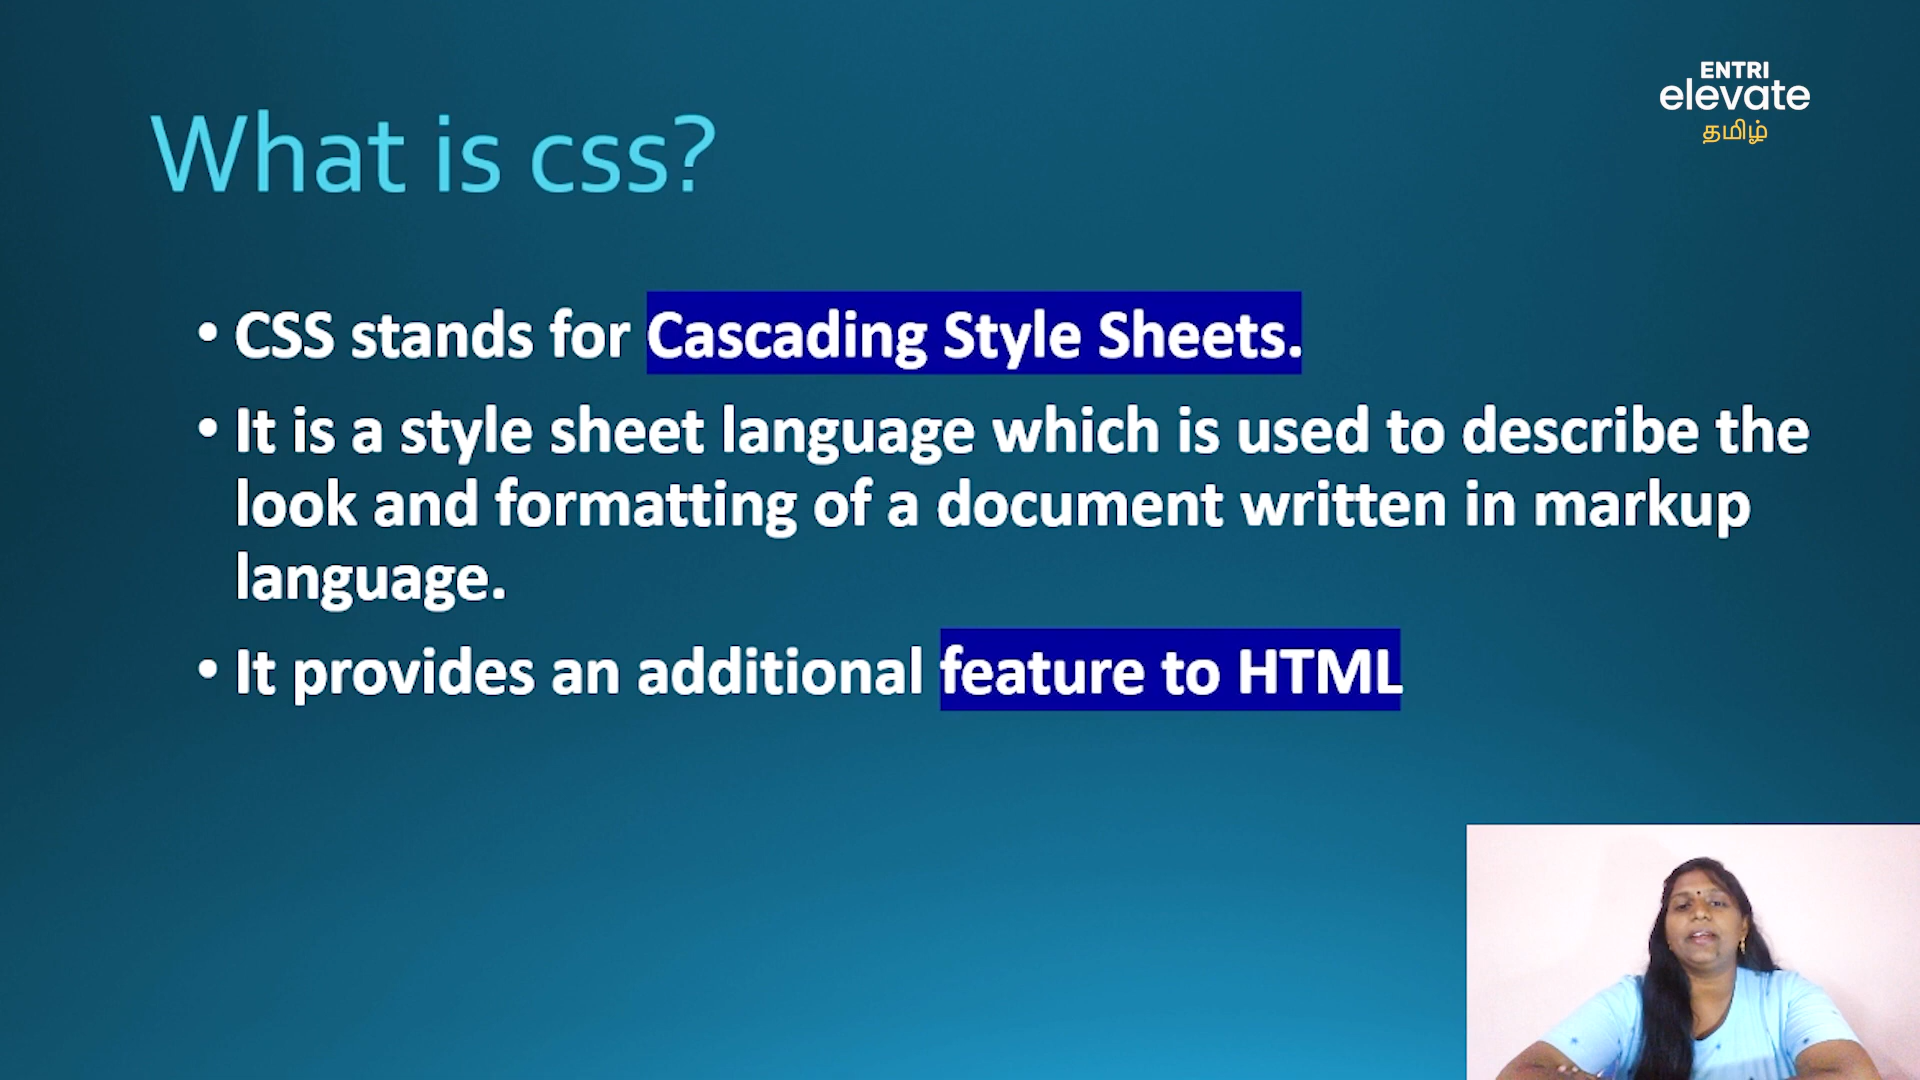 ENTRI
elevate
தமிழ்
What is css?
• CSS stands for Cascading Style Sheets.
• It is a style sheet language which is used to describe the
look and formatting of a document written in markup
language.
• It provides an additional feature to HTML